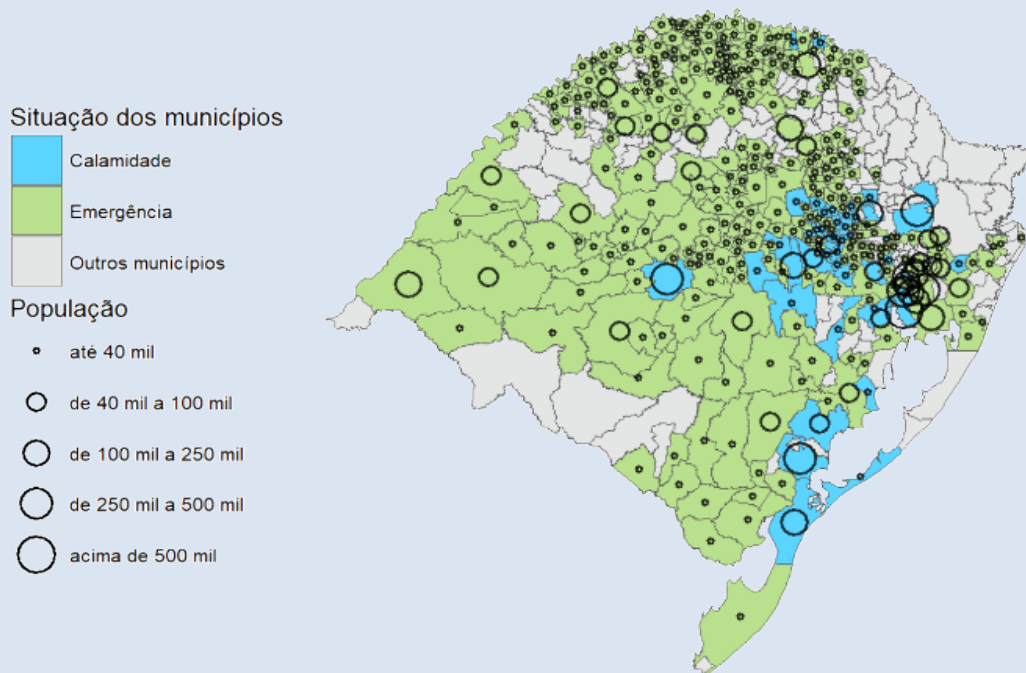 Situação dos municípios
Calamidade
Emergência
Outros municípios
População
até 40 mil
de 40 mil a 100 mil
de 100 mil a 250 mil
de 250 mil a 500 mil
acima de 500 mil